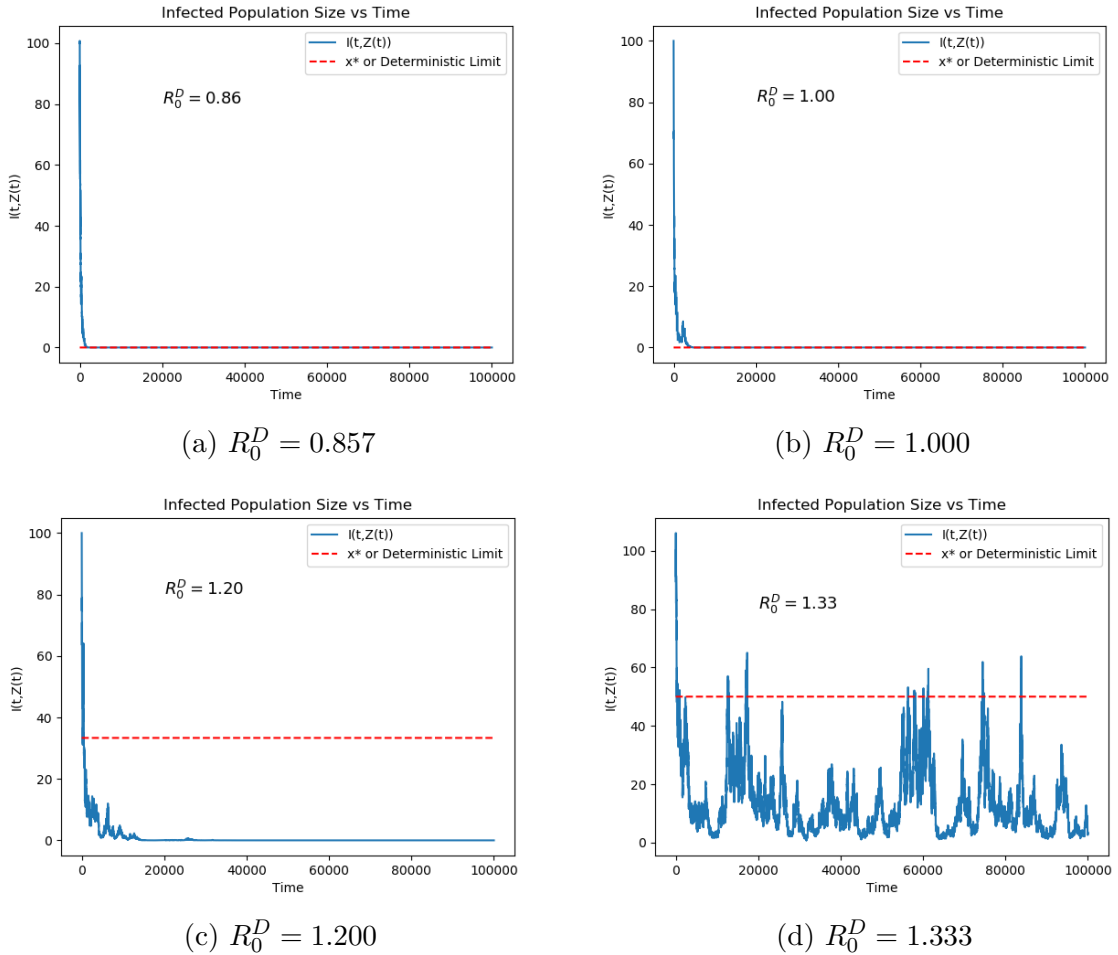 Infected Population Size vs Time
I(t,Z(t))
x* or Deterministic Limit
R_0^D = 0.86
100
80
60
40
20
0
I(t,Z(t))
0 20000 40000 60000 80000 100000
Time
(a) R_0^D = 0.857
Infected Population Size vs Time
I(t,Z(t))
x* or Deterministic Limit
R_0^D = 1.00
100
80
60
40
20
0
I(t,Z(t))
0 20000 40000 60000 80000 100000
Time
(b) R_0^D = 1.000
Infected Population Size vs Time
I(t,Z(t))
x* or Deterministic Limit
R_0^D = 1.20
100
80
60
40
20
0
I(t,Z(t))
0 20000 40000 60000 80000 100000
Time
(c) R_0^D = 1.200
Infected Population Size vs Time
I(t,Z(t))
x* or Deterministic Limit
R_0^D = 1.33
100
80
60
40
20
0
I(t,Z(t))
0 20000 40000 60000 80000 100000
Time
(d) R_0^D = 1.333